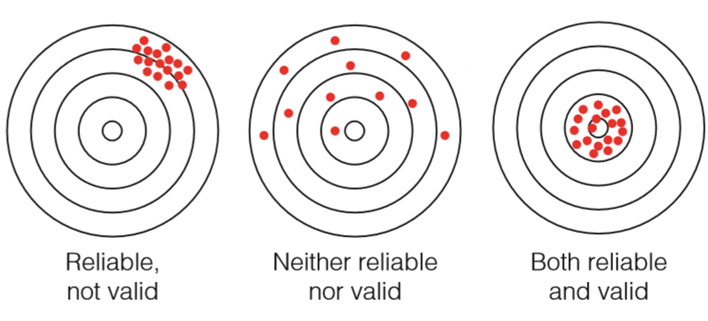 Reliable,
not valid
Neither reliable
nor valid
Both reliable
and valid